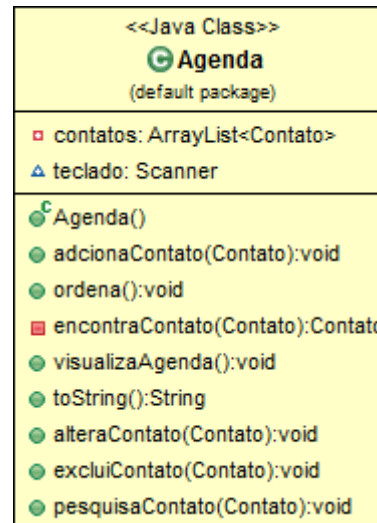 <<Java Class>>
Agenda
(default package)
contatos: ArrayList<Contato>
teclado: Scanner
Agenda()
adcionaContato(Contato):void
ordena():void
encontraContato(Contato):Contato
visualizaAgenda():void
toString():String
alteraContato(Contato):void
excluiContato(Contato):void
pesquisaContato(Contato):void